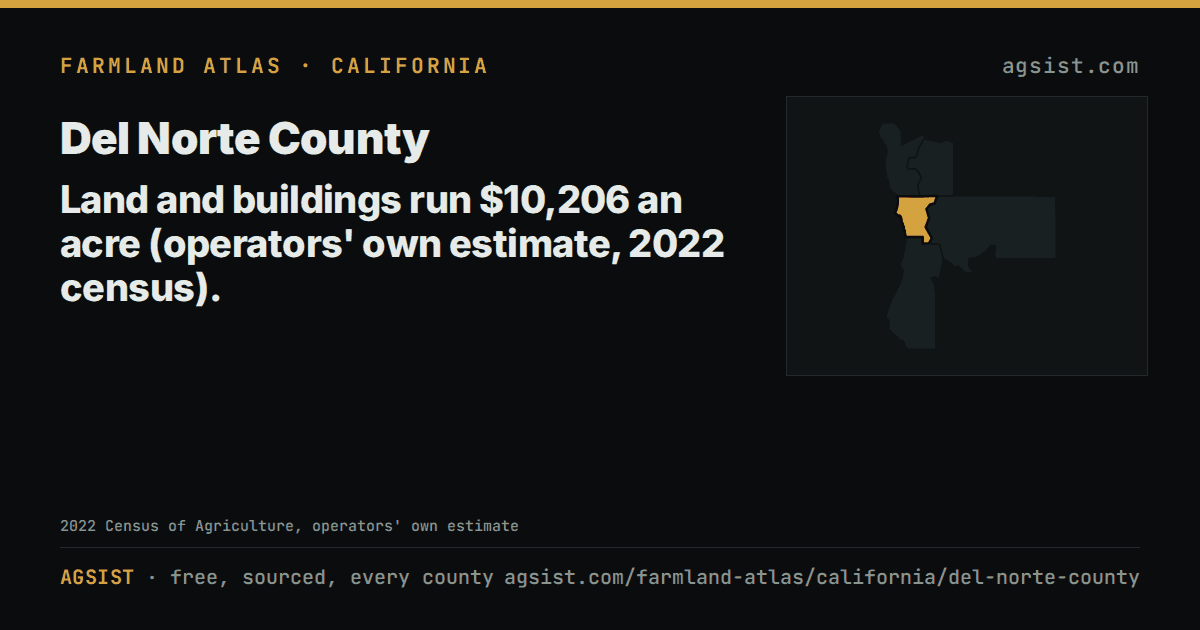 FARMLAND ATLAS · CALIFORNIA
agsist.com
Del Norte County
Land and buildings run $10,206 an
acre (operators' own estimate, 2022
census).
2022 Census of Agriculture, operators' own estimate
AGSIST · free, sourced, every county agsist.com/farmland-atlas/california/del-norte-county